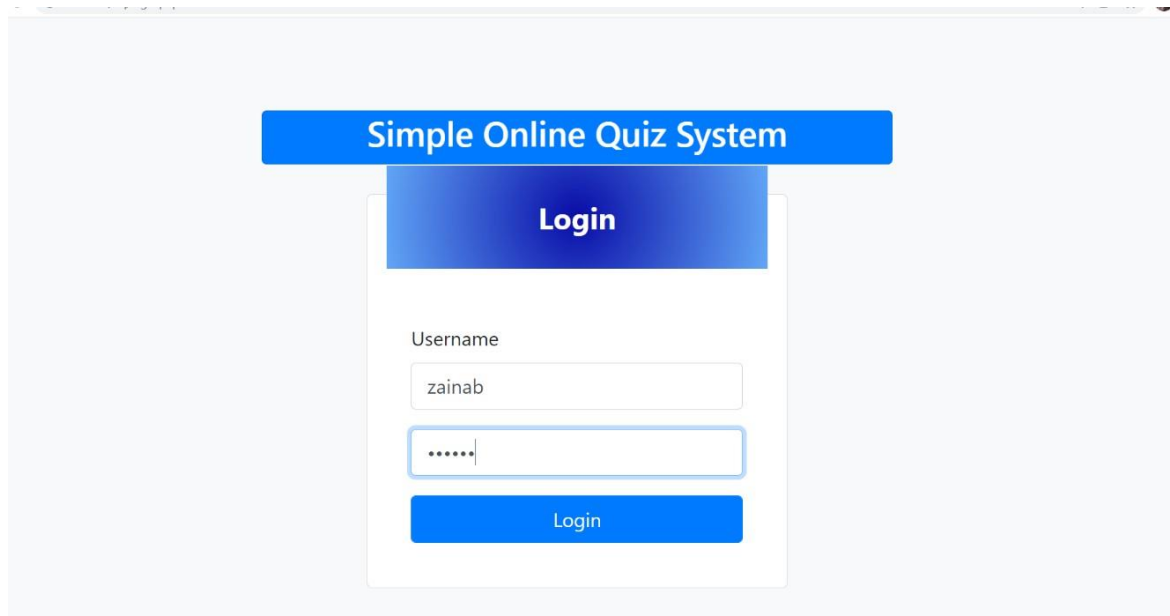 Simple Online Quiz System
Login
Username
zainab
••••••
Login